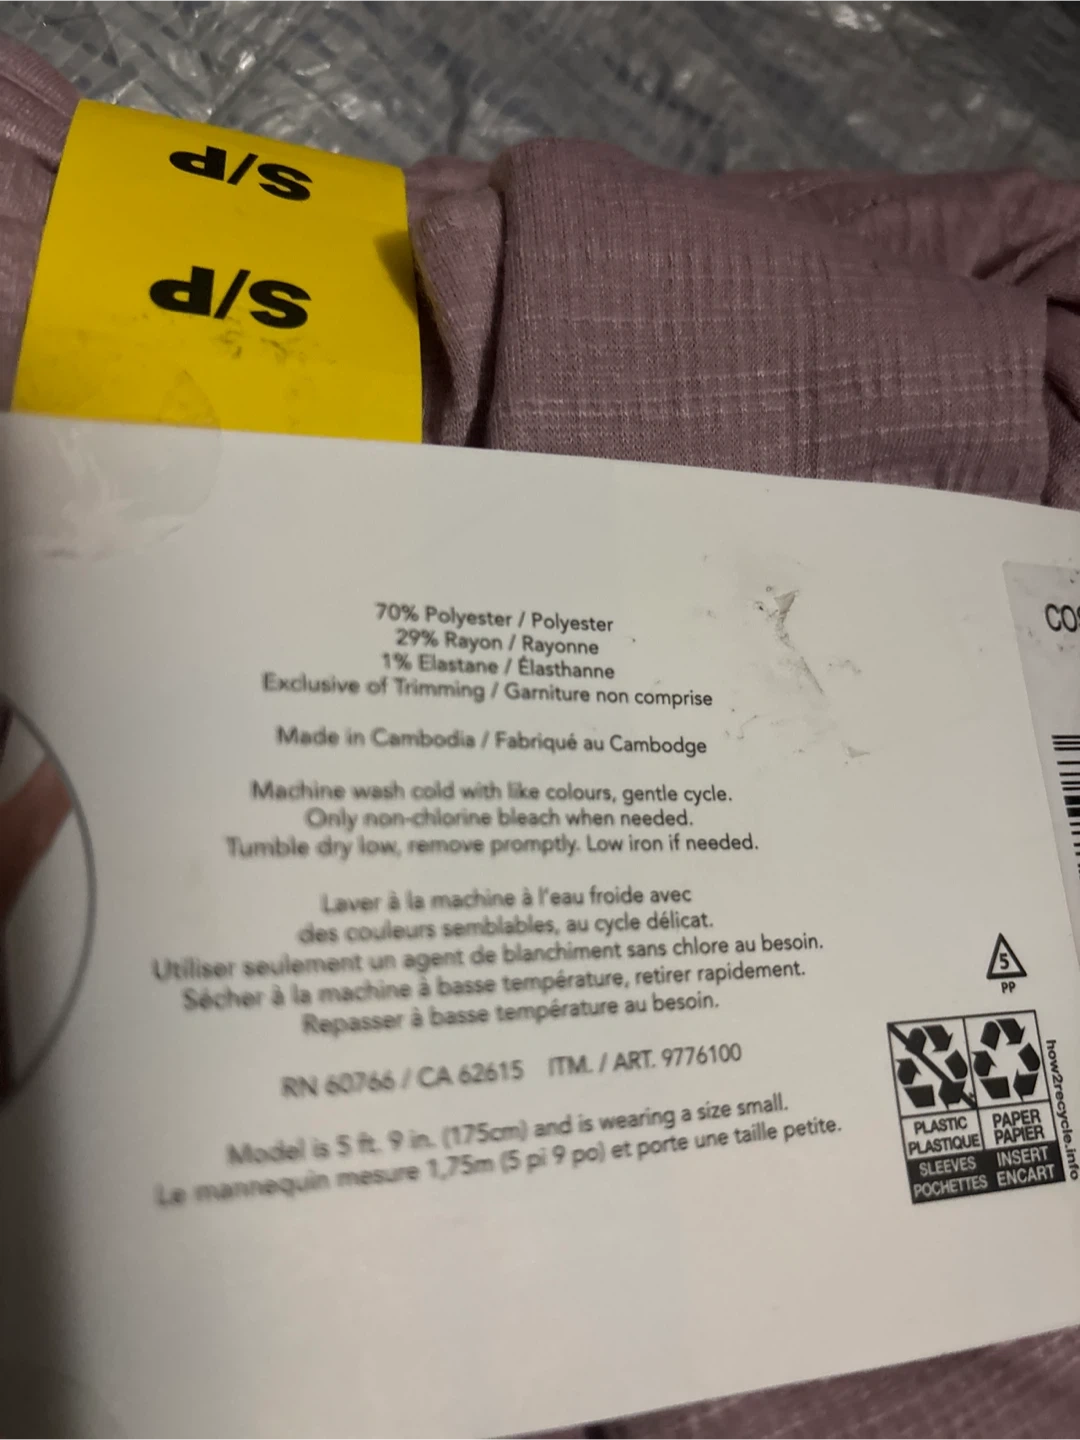 S/P
S/P
70% Polyester / Polyester
29% Rayon / Rayonne
1% Elastane / Élasthanne
Exclusive of Trimming / Garniture non comprise
Made in Cambodia / Fabriqué au Cambodge
Machine wash cold with like colours, gentle cycle.
Only non-chlorine bleach when needed.
Tumble dry low, remove promptly. Low iron if needed.
Laver à la machine à l'eau froide avec
des couleurs semblables, au cycle délicat.
Utiliser seulement un agent de blanchiment sans chlore au besoin.
Sécher à la machine à basse température, retirer rapidement.
Repasser à basse température au besoin.
RN 60766 / CA 62615 ITM. / ART. 9776100
Model is 5 ft. 9 in. (175cm) and is wearing a size small.
Le mannequin mesure 1,75m (5 pi 9 po) et porte une taille petite.
5
PP
PLASTIC
PLASTIQUE
SLEEVES
POCHETTES
PAPER
PAPIER
INSERT
ENCART
how2recycle.info